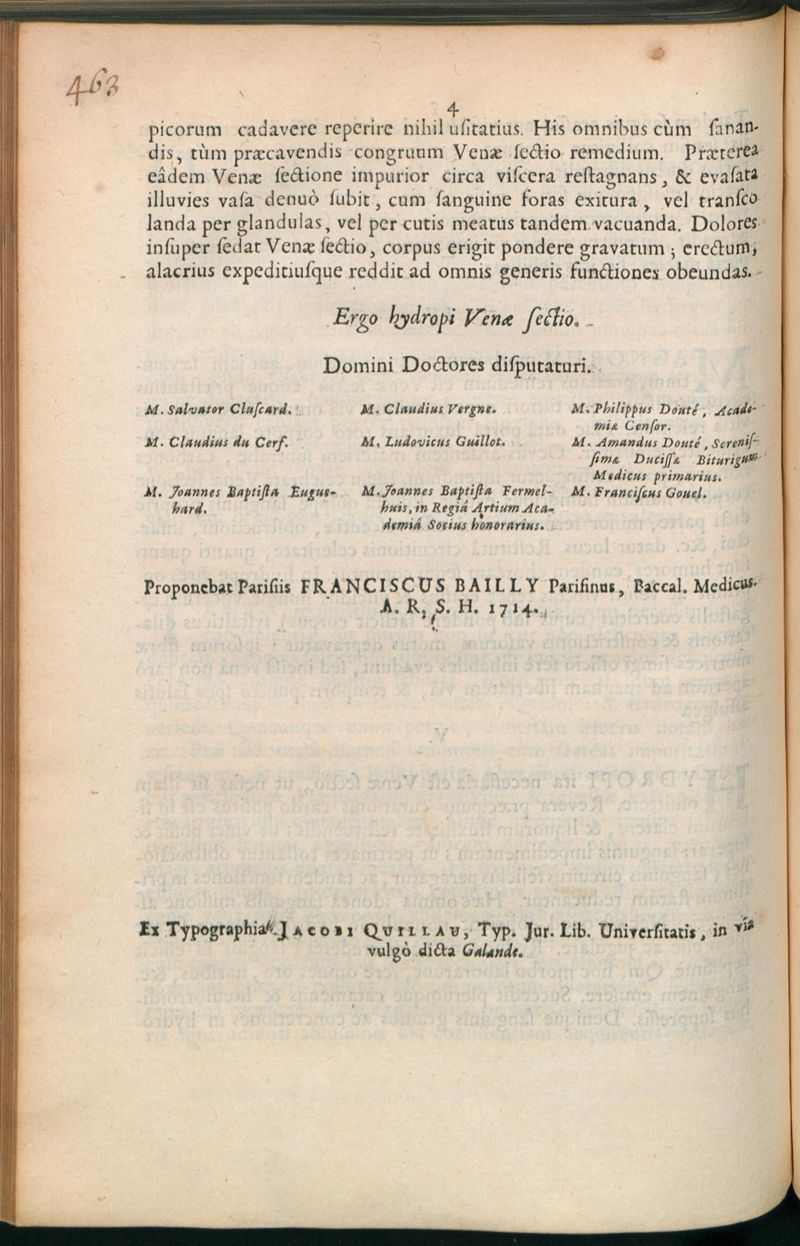 463
4
picorum cadavere reperire nihil uſitatius. His omnibus cùm ſanan-
dis, tùm præcavendis congruum Venæ ſectio remedium. Præterea
eâdem Venæ ſectione impurior circa viſcera reſtagnans, & evaſata
illuvies vaſa denuò ſubit, cum ſanguine foras exitura, vel tranſco
landa per glandulas, vel per cutis meatus tandem vacuanda. Dolores
inſuper ſedat Venæ ſectio, corpus erigit pondere gravatum; erectum,
alacrius expeditiuſque reddit ad omnis generis functiones obeundas.
Ergo hydropi Venæ ſectio.
Domini Doctores diſputaturi.
M. Salvator Cluſcard. M. Claudius Vergne. M. Philippus Douté, Acade-
miæ Cenſor.
M. Claudius du Cerf. M. Ludovicus Guillot. M. Amandus Douté, Sereniſ-
ſimæ Duciſſæ Biturigum
Medicus primarius.
M. Joannes Baptiſta Eugue- M. Joannes Baptiſta Fermel- M. Franciſcus Gouel.
hard. huis, in Regiâ Artium Aca-
demiâ Socius honorarius.
Proponebat Pariſiis FRANCISCUS BAILLY Pariſinus, Baccal. Medicus.
A. R. S. H. 1714.
Ex Typographia JACOBI QUILLAU, Typ. Jur. Lib. Univerſitatis, in viâ
vulgò dicta Galande.